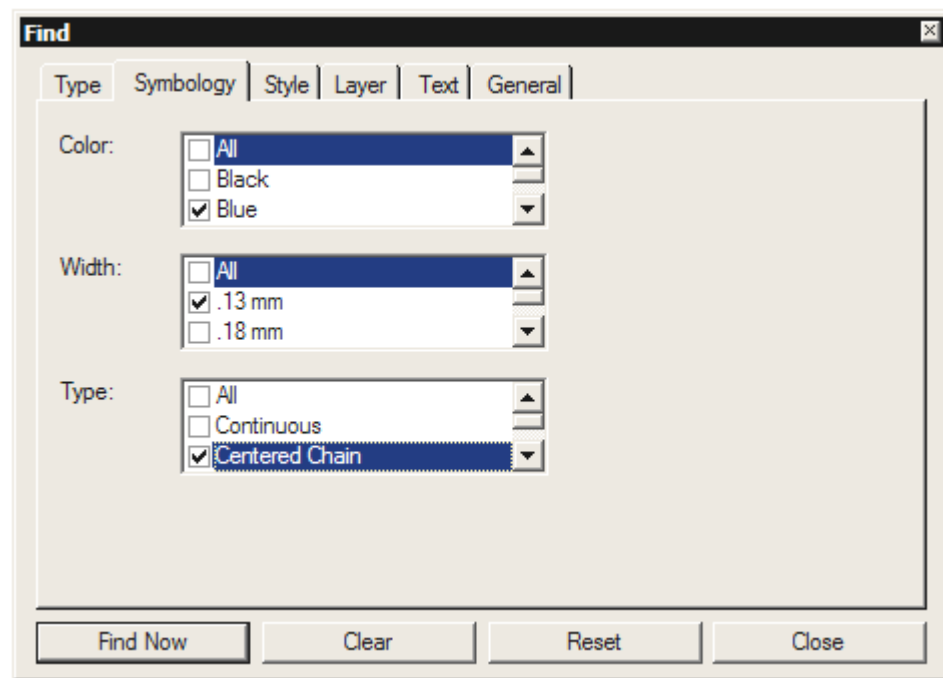 Find
Type Symbology Style Layer Text General
Color:
All
Black
Blue
Width:
All
.13 mm
.18 mm
Type:
All
Continuous
Centered Chain
Find Now Clear Reset Close